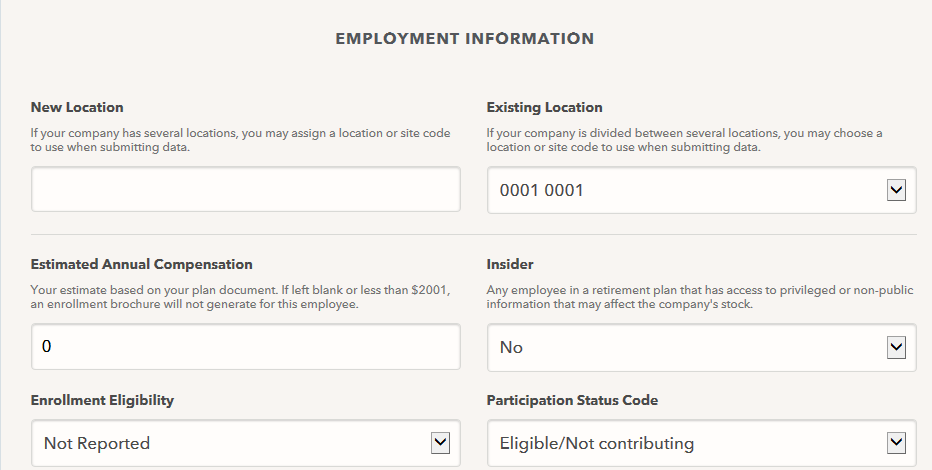 EMPLOYMENT INFORMATION
New Location
If your company has several locations, you may assign a location or site code
to use when submitting data.
Existing Location
If your company is divided between several locations, you may choose a
location or site code to use when submitting data.
0001 0001
Estimated Annual Compensation
Your estimate based on your plan document. If left blank or less than $2001,
an enrollment brochure will not generate for this employee.
0
Insider
Any employee in a retirement plan that has access to privileged or non-public
information that may affect the company's stock.
No
Enrollment Eligibility
Not Reported
Participation Status Code
Eligible/Not contributing